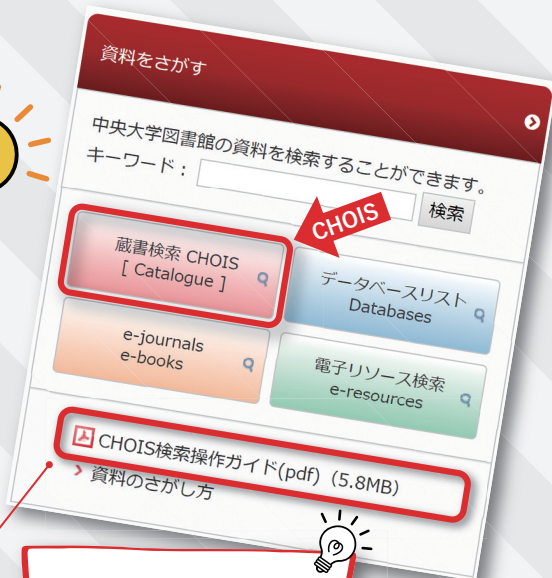 資料をさがす
中央大学図書館の資料を検索することができます。
キーワード：
検索
CHOIS
蔵書検索 CHOIS
[ Catalogue ]
データベースリスト
Databases
e-journals
e-books
電子リソース検索
e-resources
CHOIS検索操作ガイド(pdf)（5.8MB）
資料のさがし方